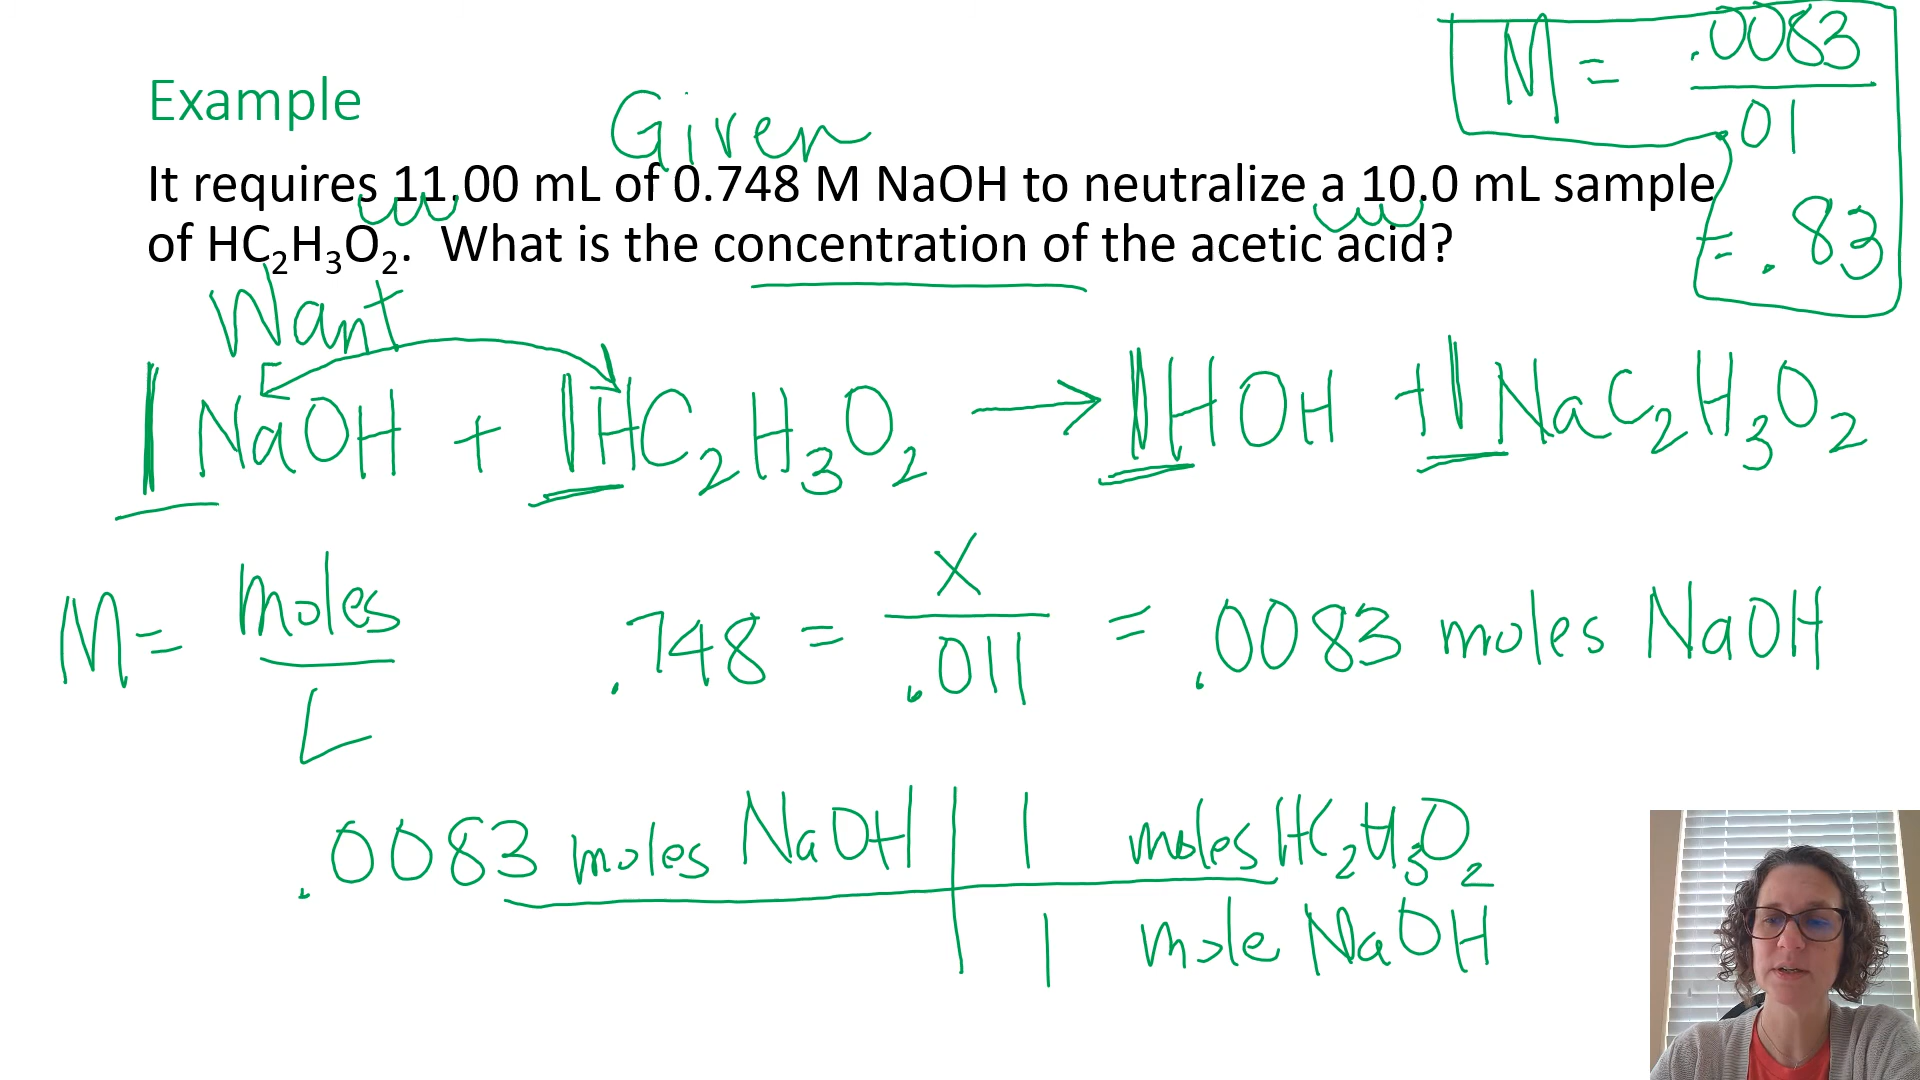 Example
Given
It requires 11.00 mL of 0.748 M NaOH to neutralize a 10.0 mL sample
of HC₂H₃O₂. What is the concentration of the acetic acid?
M = .0083 / 01
= .83
Want
1 NaOH + 1 HC₂H₃O₂ → 1 HOH + 1 NaC₂H₃O₂
M = moles / L
.748 = x / .011 = .0083 moles NaOH
.0083 moles NaOH | 1 moles HC₂H₃O₂
1 mole NaOH